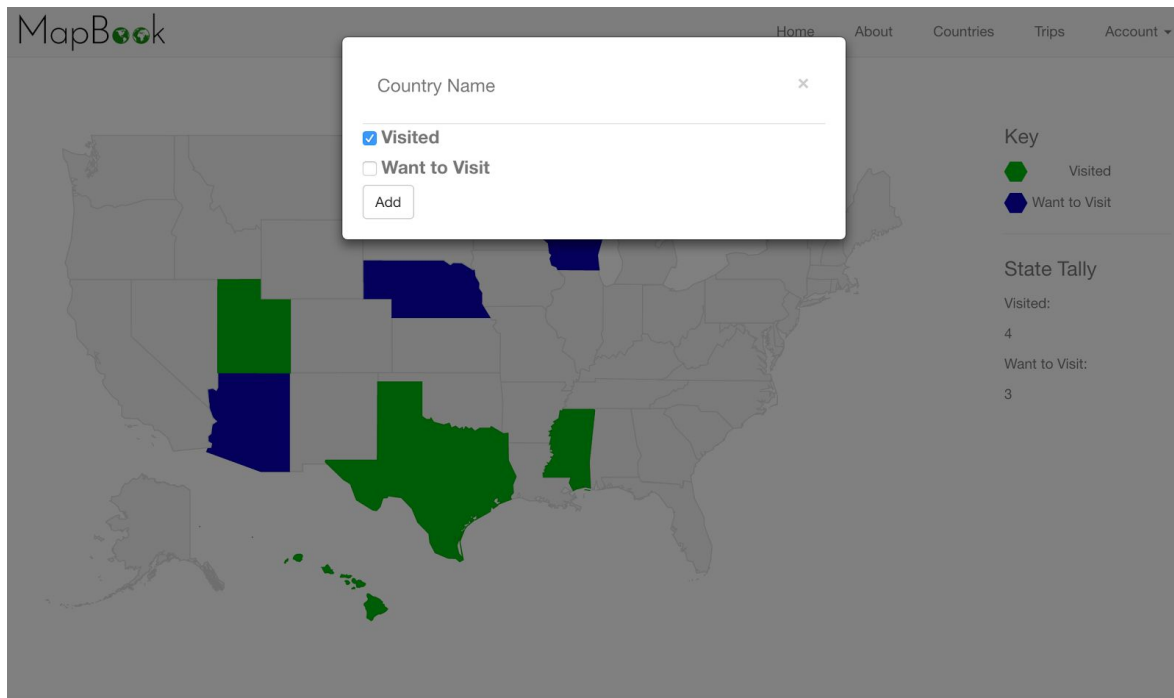 MapBook
Home About Countries Trips Account
Country Name ×
Visited
Want to Visit
Add
Key
Visited
Want to Visit
State Tally
Visited:
4
Want to Visit:
3